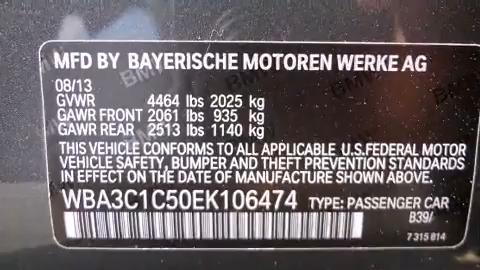 MFD BY BAYERISCHE MOTOREN WERKE AG
08/13
GVWR 4464 lbs 2025 kg
GAWR FRONT 2061 lbs 935 kg
GAWR REAR 2513 lbs 1140 kg
THIS VEHICLE CONFORMS TO ALL APPLICABLE U.S.FEDERAL MOTOR
VEHICLE SAFETY, BUMPER AND THEFT PREVENTION STANDARDS
IN EFFECT ON THE DATE OF MANUFACTURE SHOWN ABOVE.
WBA3C1C50EK106474 TYPE: PASSENGER CAR
B39/
7 315 814